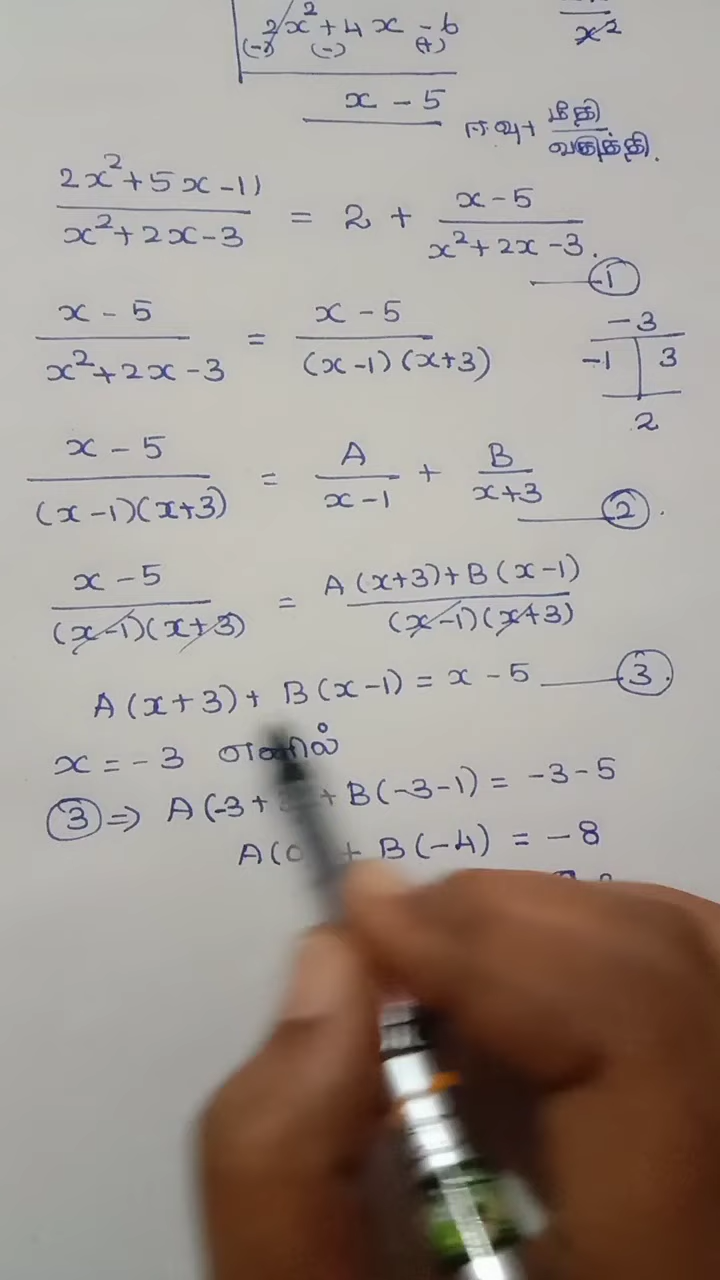 2x²+4x-6
(-) (-) (+)
x²
x-5
ஈவு+ மீதி/வகுத்தி.
(2x²+5x-11)/(x²+2x-3) = 2 + (x-5)/(x²+2x-3).
①
(x-5)/(x²+2x-3) = (x-5)/((x-1)(x+3))
-3
-1 | 3
2
(x-5)/((x-1)(x+3)) = A/(x-1) + B/(x+3) ②.
(x-5)/((x-1)(x+3)) = (A(x+3)+B(x-1))/((x-1)(x+3))
A(x+3)+B(x-1)=x-5 ③
x=-3 எனில்
③⇒ A(-3+ +B(-3-1)=-3-5
A(0 + B(-4) = -8